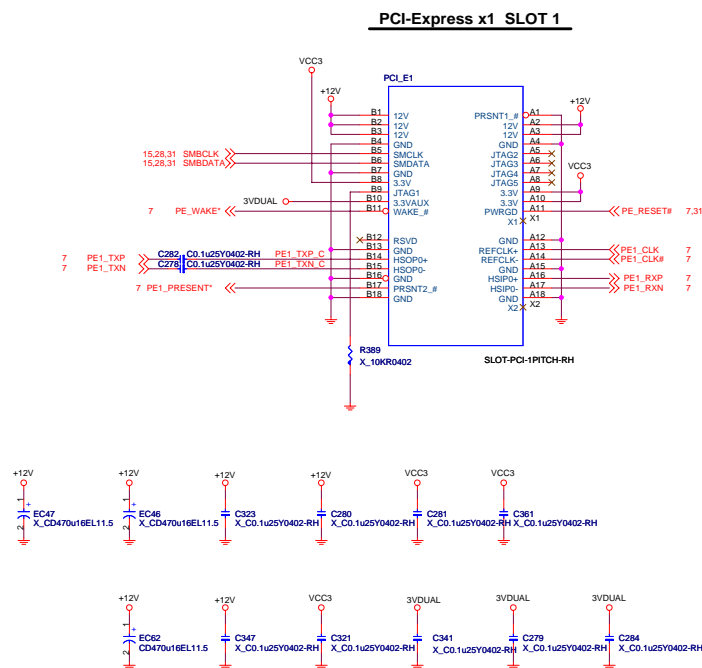 PCI-Express x1 SLOT 1
VCC3
PCI_E1
+12V
+12V
B1 12V PRSNT1_# A1
B2 12V 12V A2
B3 12V 12V A3
B4 GND GND A4
15,28,31 SMBCLK B5 SMCLK JTAG2 A5
15,28,31 SMBDATA B6 SMDATA JTAG3 A6
B7 GND JTAG4 A7
VCC3
B8 3.3V JTAG5 A8
B9 JTAG1 3.3V A9
3VDUAL B10 3.3VAUX 3.3V A10
7 PE_WAKE* B11 WAKE_# PWRGD A11 PE_RESET# 7,31
X1 X1
B12 RSVD GND A12
B13 GND REFCLK+ A13 PE1_CLK 7
7 PE1_TXP C282 C0.1u25Y0402-RH PE1_TXP_C B14 HSOP0+ REFCLK- A14 PE1_CLK# 7
7 PE1_TXN C278 C0.1u25Y0402-RH PE1_TXN_C B15 HSOP0- GND A15
B16 GND HSIP0+ A16 PE1_RXP 7
7 PE1_PRESENT* B17 PRSNT2_# HSIP0- A17 PE1_RXN 7
B18 GND GND A18
X2 X2
R389
X_10KR0402
SLOT-PCI-1PITCH-RH
+12V +12V +12V +12V VCC3 VCC3
1 + 1 +
EC47 EC46 C323 C280 C281 C361
X_CD470u16EL11.5 X_CD470u16EL11.5 X_C0.1u25Y0402-RH X_C0.1u25Y0402-RH X_C0.1u25Y0402-RH X_C0.1u25Y0402-RH
2 2
+12V +12V VCC3 3VDUAL 3VDUAL 3VDUAL
1 +
EC62 C347 C321 C341 C279 C284
CD470u16EL11.5 X_C0.1u25Y0402-RH X_C0.1u25Y0402-RH X_C0.1u25Y0402-RH X_C0.1u25Y0402-RH X_C0.1u25Y0402-RH
2